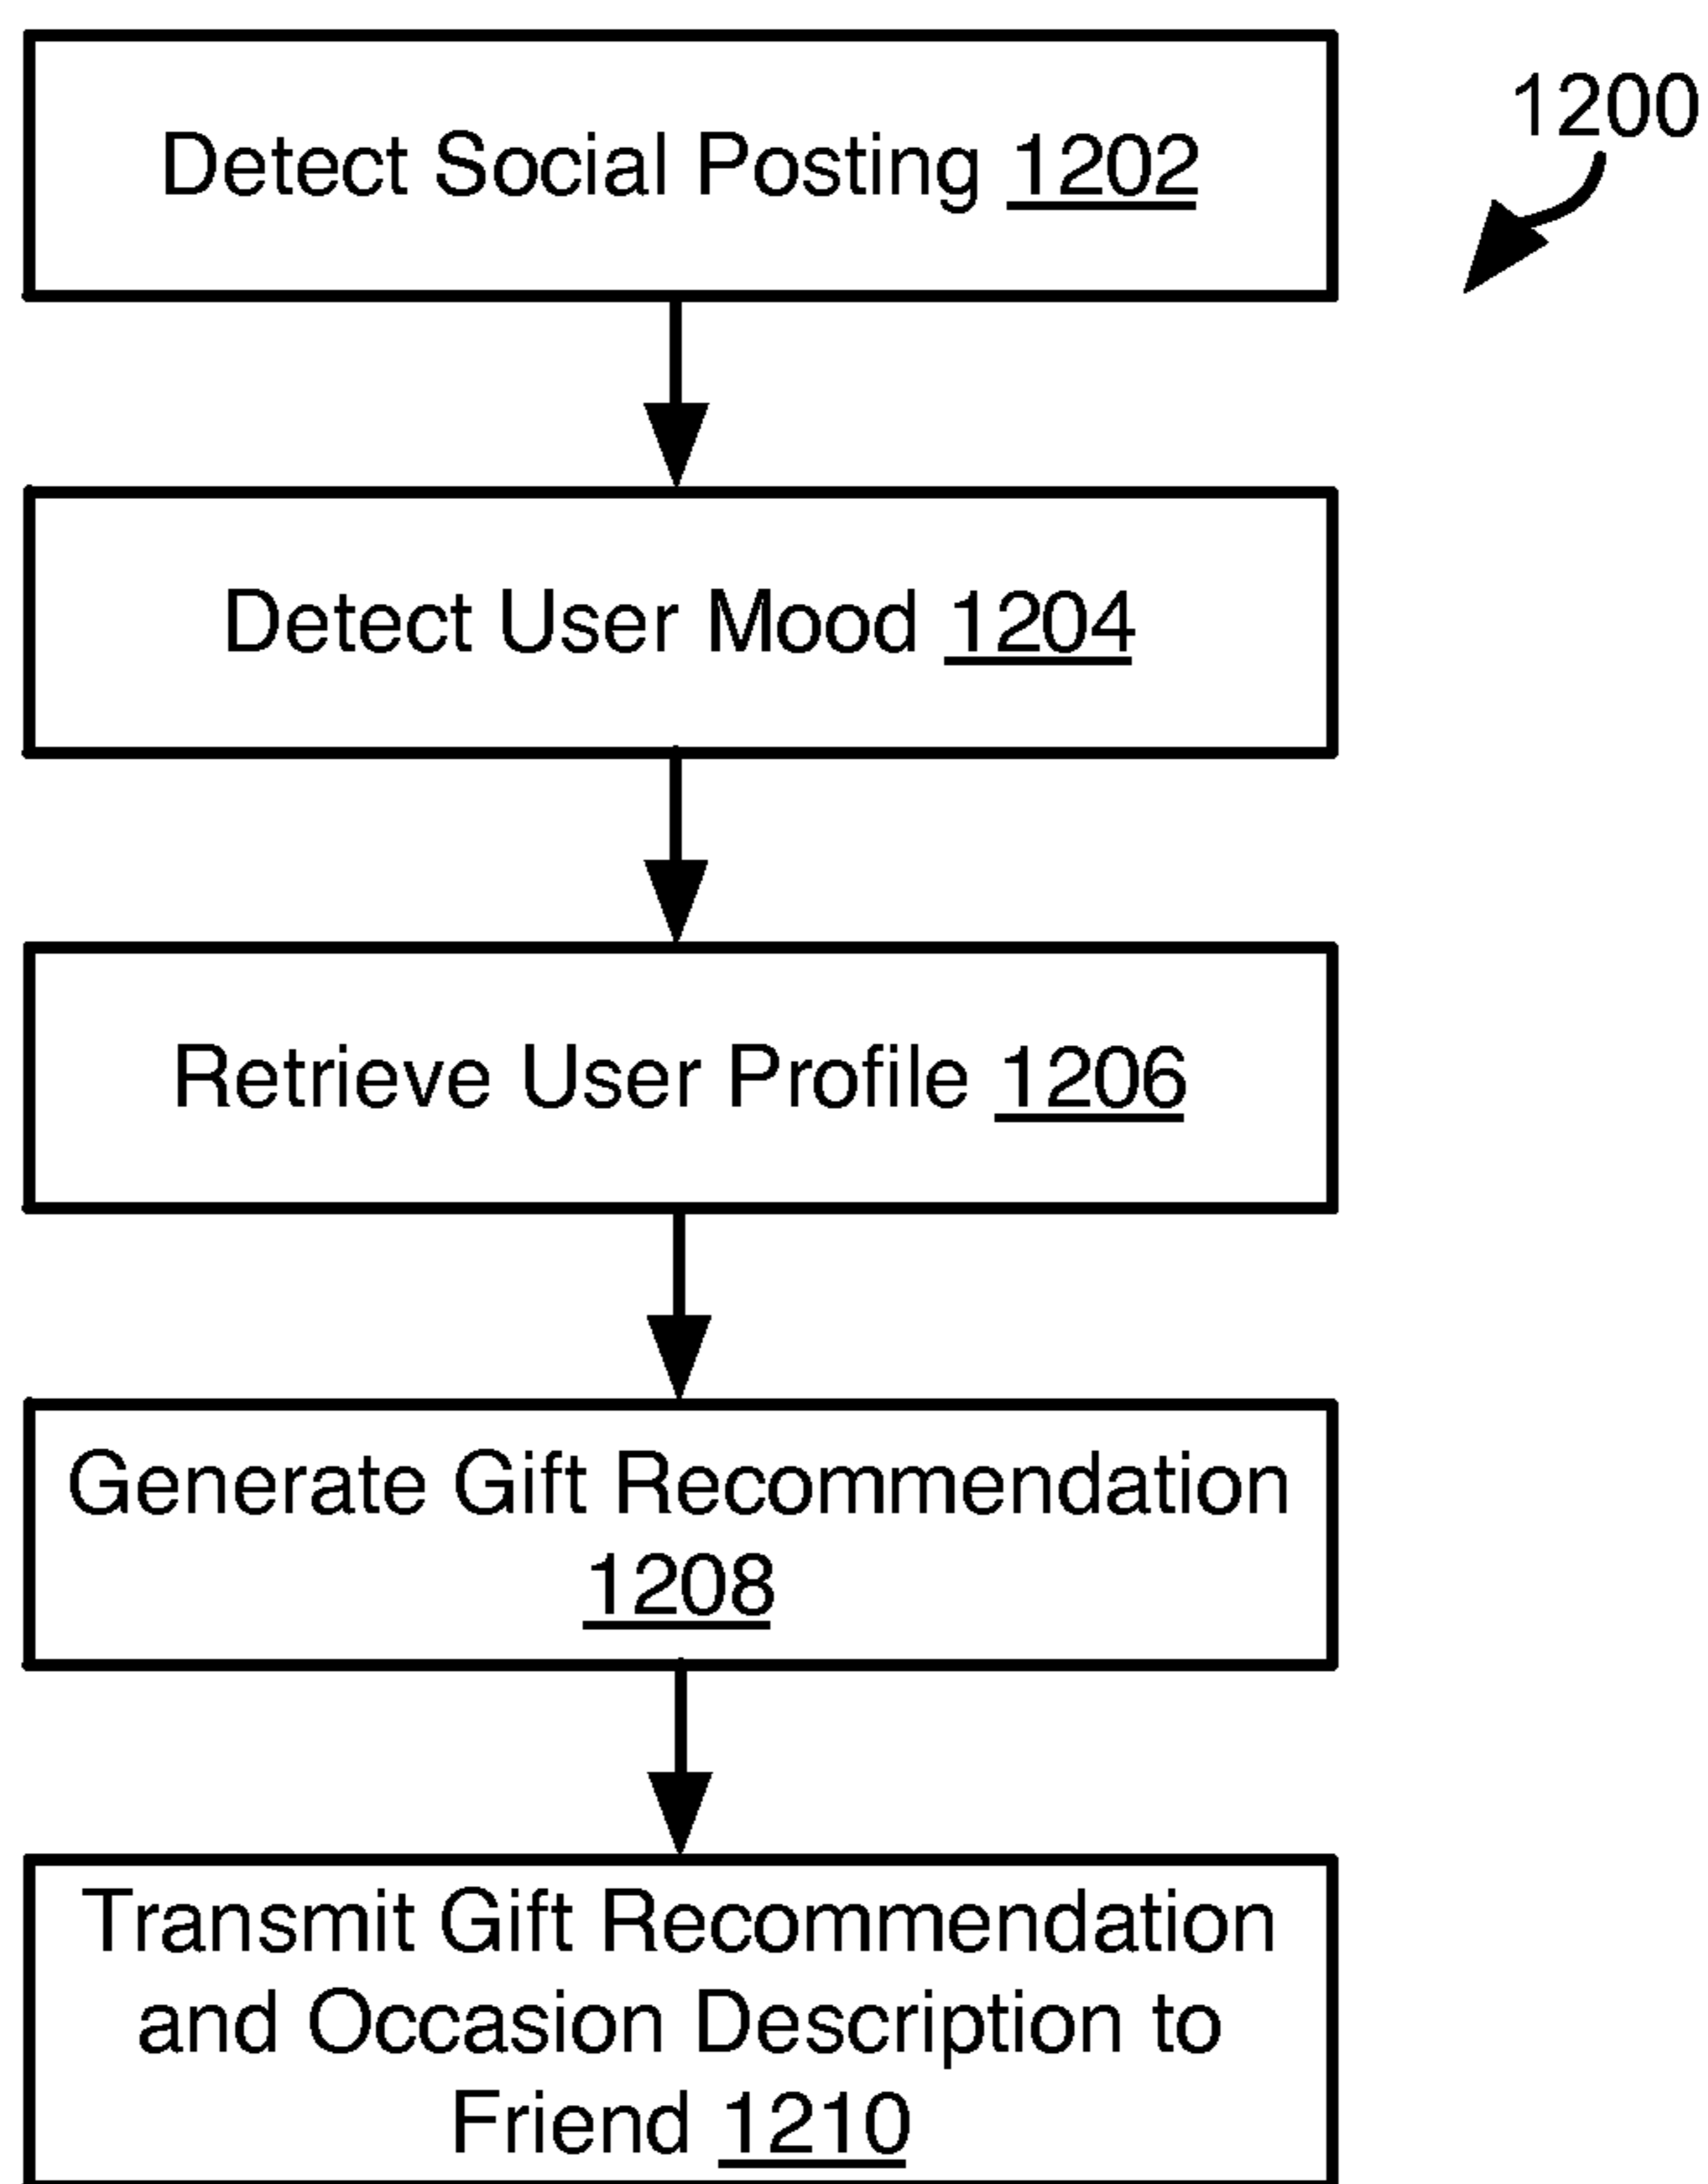 Detect Social Posting 1202
1200
Detect User Mood 1204
Retrieve User Profile 1206
Generate Gift Recommendation
1208
Transmit Gift Recommendation
and Occasion Description to
Friend 1210